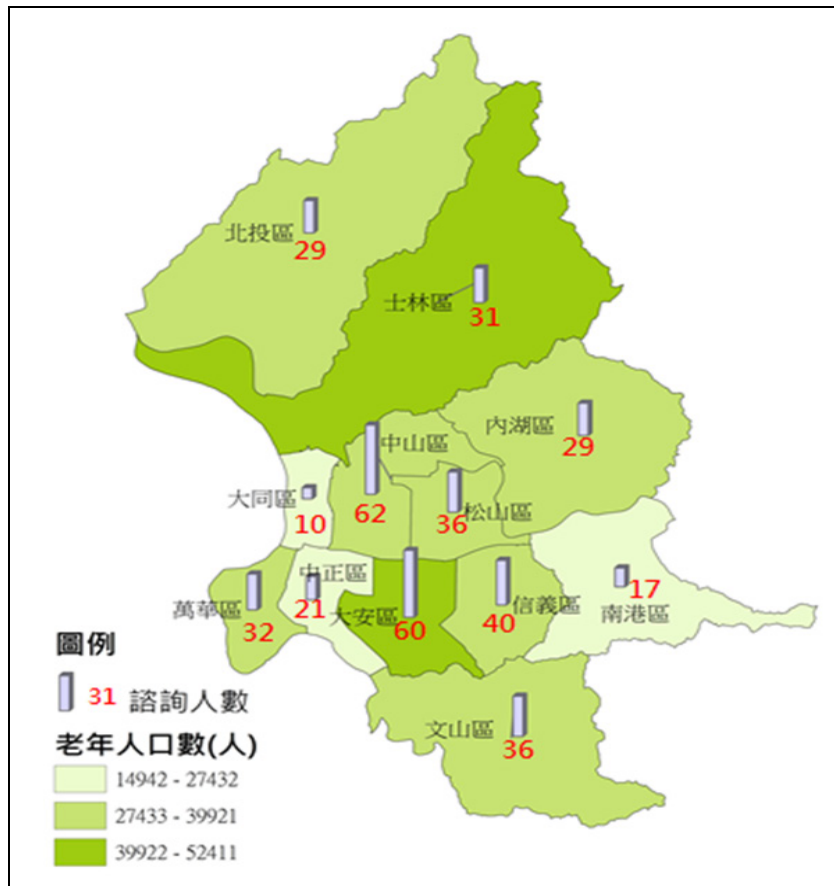 北投區
29
士林區
31
內湖區
29
中山區
62
松山區
36
大同區
10
中正區
21
萬華區
32
大安區
60
信義區
40
南港區
17
文山區
36
圖例
31 諮詢人數
老年人口數(人)
14942 - 27432
27433 - 39921
39922 - 52411